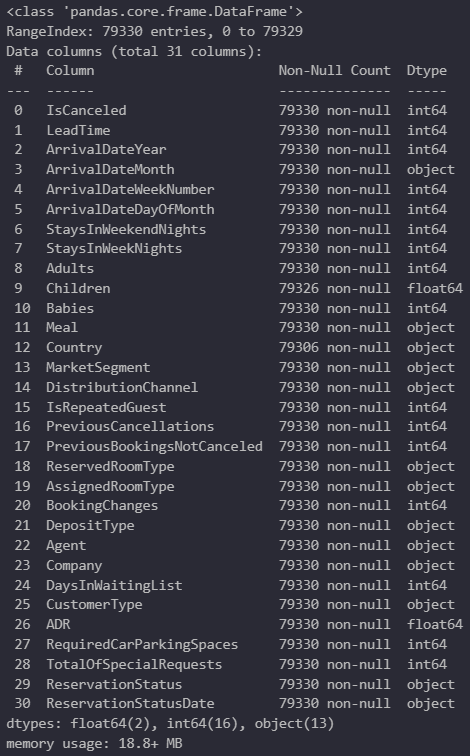 <class 'pandas.core.frame.DataFrame'>
RangeIndex: 79330 entries, 0 to 79329
Data columns (total 31 columns):
 #   Column                       Non-Null Count  Dtype
---  ------                       --------------  -----
 0   IsCanceled                   79330 non-null  int64
 1   LeadTime                     79330 non-null  int64
 2   ArrivalDateYear              79330 non-null  int64
 3   ArrivalDateMonth             79330 non-null  object
 4   ArrivalDateWeekNumber        79330 non-null  int64
 5   ArrivalDateDayOfMonth        79330 non-null  int64
 6   StaysInWeekendNights         79330 non-null  int64
 7   StaysInWeekNights            79330 non-null  int64
 8   Adults                       79330 non-null  int64
 9   Children                     79326 non-null  float64
 10  Babies                       79330 non-null  int64
 11  Meal                         79330 non-null  object
 12  Country                      79306 non-null  object
 13  MarketSegment                79330 non-null  object
 14  DistributionChannel          79330 non-null  object
 15  IsRepeatedGuest              79330 non-null  int64
 16  PreviousCancellations        79330 non-null  int64
 17  PreviousBookingsNotCanceled  79330 non-null  int64
 18  ReservedRoomType             79330 non-null  object
 19  AssignedRoomType             79330 non-null  object
 20  BookingChanges               79330 non-null  int64
 21  DepositType                  79330 non-null  object
 22  Agent                        79330 non-null  object
 23  Company                      79330 non-null  object
 24  DaysInWaitingList            79330 non-null  int64
 25  CustomerType                 79330 non-null  object
 26  ADR                          79330 non-null  float64
 27  RequiredCarParkingSpaces     79330 non-null  int64
 28  TotalOfSpecialRequests       79330 non-null  int64
 29  ReservationStatus            79330 non-null  object
 30  ReservationStatusDate        79330 non-null  object
dtypes: float64(2), int64(16), object(13)
memory usage: 18.8+ MB